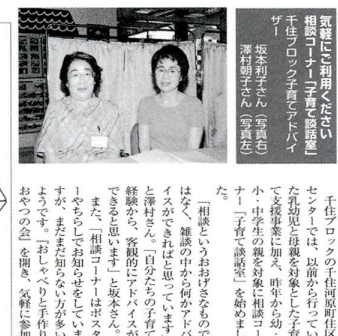 気軽にご利用ください
相談コーナー「子育て談話室」
千住ブロック子育てアドバイ
ザー
坂本利子さん（写真右）
澤村朝子さん（写真左）
千住ブロックの千住河原町住区
センターでは、以前から行ってい
た乳幼児と母親を対象とした子育
て支援事業に加え、昨年から幼・
小・中学生の親を対象に相談コー
ナー「子育て談話室」を始めまし
た。
「相談というおおげさなもので
はなく、雑談の中から何かアドバ
イスができればと思っています」
と澤村さん。「自分たちの子育て
経験から、客観的にアドバイスが
できると思います」と坂本さん。
また、「相談コーナーはポスタ
ーやちらしでお知らせをしていま
すが、まだまだ知らない方が多い
ようです。「おしゃべりと手作り
おやつの会」を開き、気軽に参加